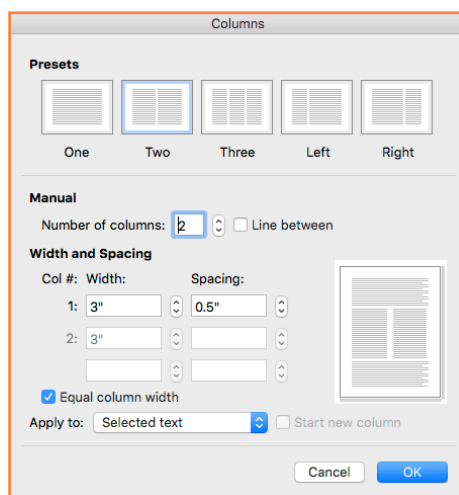 Columns
Presets
One Two Three Left Right
Manual
Number of columns: 2 Line between
Width and Spacing
Col #: Width: Spacing:
1: 3" 0.5"
2: 3"
Equal column width
Apply to: Selected text Start new column
Cancel OK